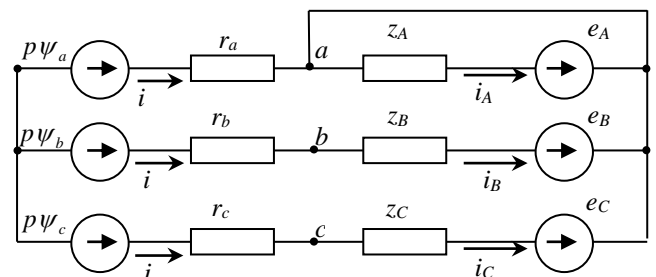 pψa ra a zA eA
i iA
pψb rb b zB eB
i iB
pψc rc c zC eC
i iC